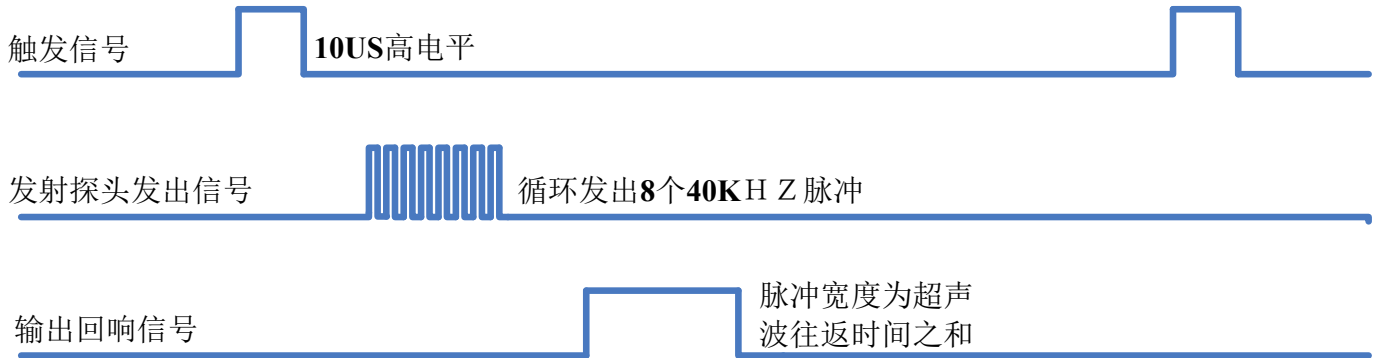 触发信号
10US高电平
发射探头发出信号
循环发出8个40KＨＺ脉冲
脉冲宽度为超声
波往返时间之和
输出回响信号